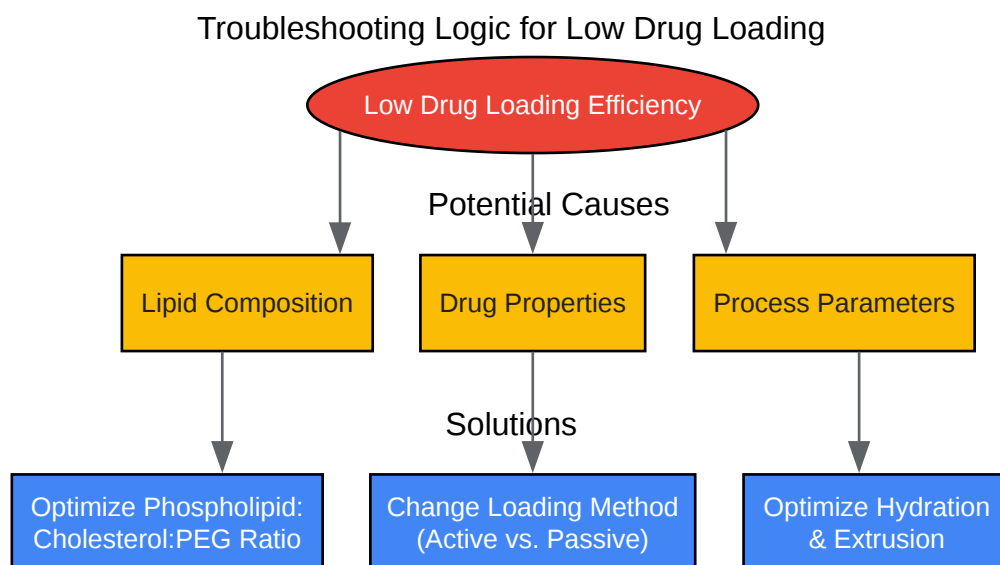 Troubleshooting Logic for Low Drug Loading
Low Drug Loading Efficiency
Potential Causes
Lipid Composition
Drug Properties
Process Parameters
Solutions
Optimize Phospholipid:
Cholesterol:PEG Ratio
Change Loading Method
(Active vs. Passive)
Optimize Hydration
& Extrusion